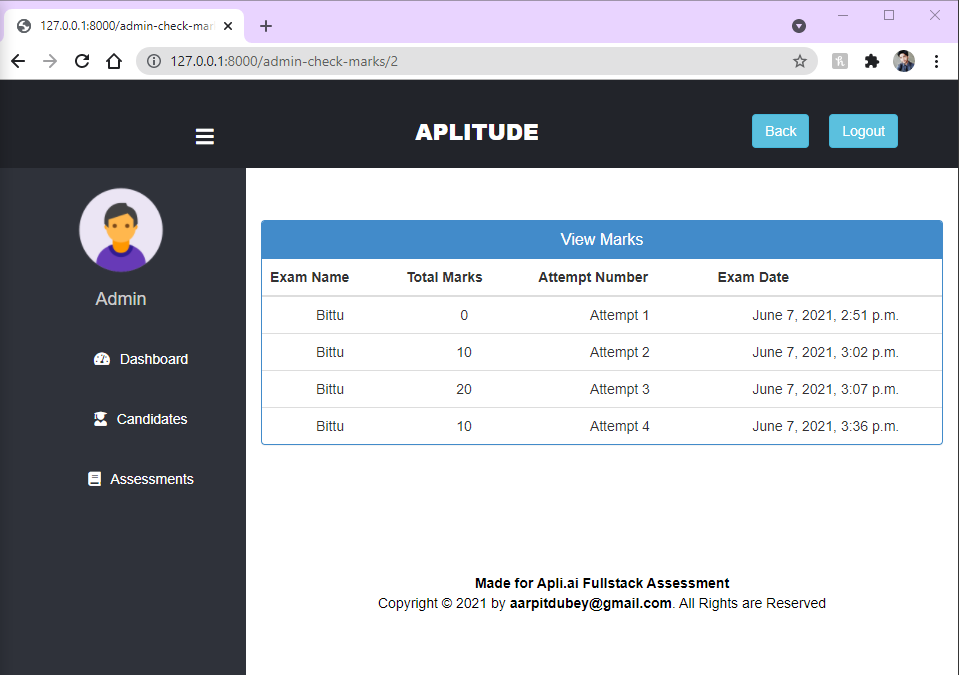 127.0.0.1:8000/admin-check-mar
127.0.0.1:8000/admin-check-marks/2
APLITUDE
Back
Logout
Admin
Dashboard
Candidates
Assessments
View Marks
Exam Name Total Marks Attempt Number Exam Date
Bittu 0 Attempt 1 June 7, 2021, 2:51 p.m.
Bittu 10 Attempt 2 June 7, 2021, 3:02 p.m.
Bittu 20 Attempt 3 June 7, 2021, 3:07 p.m.
Bittu 10 Attempt 4 June 7, 2021, 3:36 p.m.
Made for Apli.ai Fullstack Assessment
Copyright © 2021 by aarpitdubey@gmail.com. All Rights are Reserved